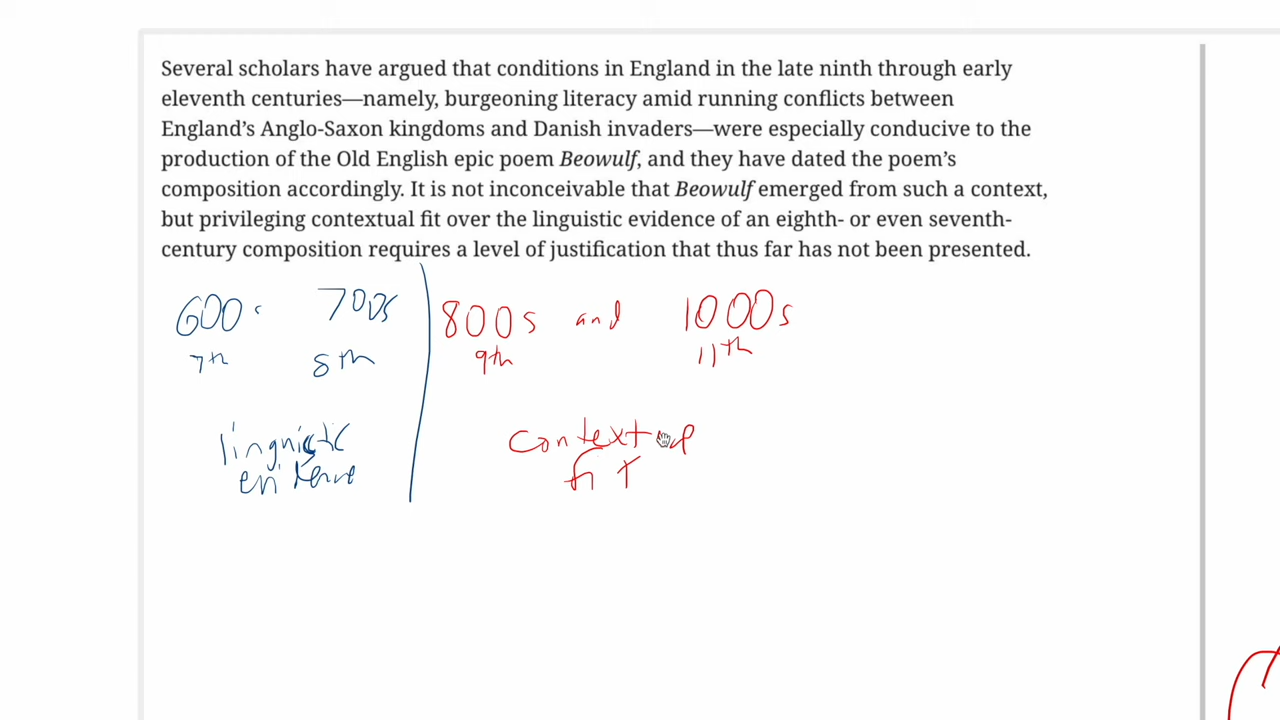 Several scholars have argued that conditions in England in the late ninth through early
eleventh centuries—namely, burgeoning literacy amid running conflicts between
England's Anglo-Saxon kingdoms and Danish invaders—were especially conducive to the
production of the Old English epic poem Beowulf, and they have dated the poem's
composition accordingly. It is not inconceivable that Beowulf emerged from such a context,
but privileging contextual fit over the linguistic evidence of an eighth- or even seventh-
century composition requires a level of justification that thus far has not been presented.
600s 700s 800s and 1000s
7th 8th 9th 11th
linguistic contextual
fit